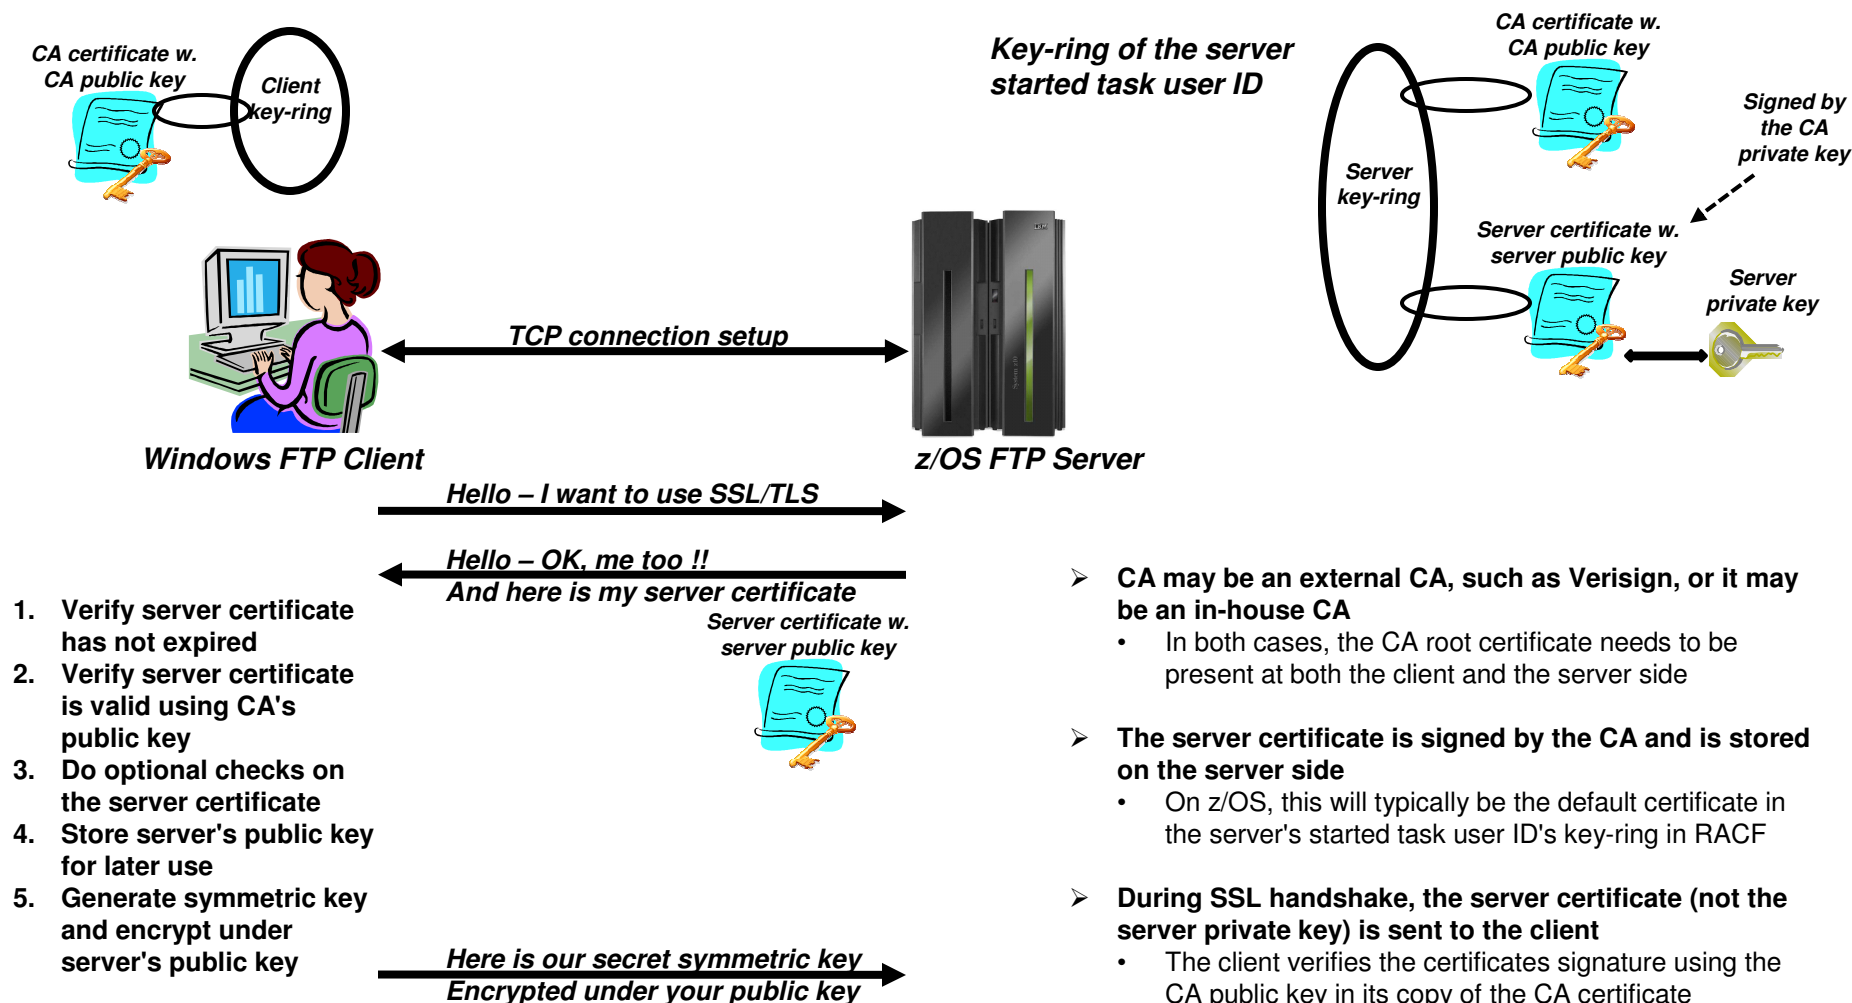 CA certificate w.
CA public key
Client
key-ring
Key-ring of the server
started task user ID
CA certificate w.
CA public key
Signed by
the CA
private key
Server
key-ring
Server certificate w.
server public key
Server
private key
TCP connection setup
Windows FTP Client
z/OS FTP Server
Hello – I want to use SSL/TLS
Hello – OK, me too !!
And here is my server certificate
Server certificate w.
server public key
1. Verify server certificate
has not expired
2. Verify server certificate
is valid using CA's
public key
3. Do optional checks on
the server certificate
4. Store server's public key
for later use
5. Generate symmetric key
and encrypt under
server's public key
Here is our secret symmetric key
Encrypted under your public key
➢ CA may be an external CA, such as Verisign, or it may
be an in-house CA
• In both cases, the CA root certificate needs to be
present at both the client and the server side
➢ The server certificate is signed by the CA and is stored
on the server side
• On z/OS, this will typically be the default certificate in
the server's started task user ID's key-ring in RACF
➢ During SSL handshake, the server certificate (not the
server private key) is sent to the client
• The client verifies the certificates signature using the
CA public key in its copy of the CA certificate